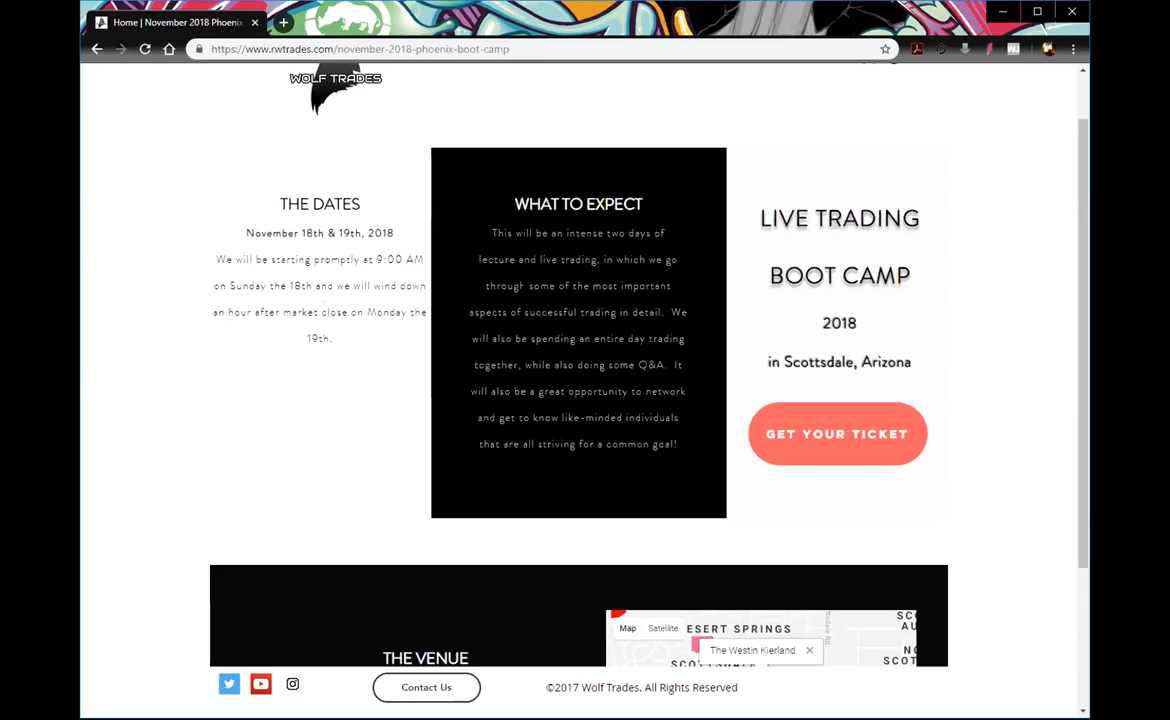 Home | November 2018 Phoenix
https://www.rwtrades.com/november-2018-phoenix-boot-camp
WOLF TRADES
THE DATES
November 18th & 19th, 2018
We will be starting promptly at 9:00 AM
on Sunday the 18th and we will wind down
an hour after market close on Monday the
19th.
WHAT TO EXPECT
This will be an intense two days of
lecture and live trading, in which we go
through some of the most important
aspects of successful trading in detail. We
will also be spending an entire day trading
together, while also doing some Q&A. It
will also be a great opportunity to network
and get to know like-minded individuals
that are all striving for a common goal!
LIVE TRADING
BOOT CAMP
2018
in Scottsdale, Arizona
GET YOUR TICKET
THE VENUE
Map
Satellite
ESERT SPRINGS
The Westin Kierland
Contact Us
©2017 Wolf Trades. All Rights Reserved